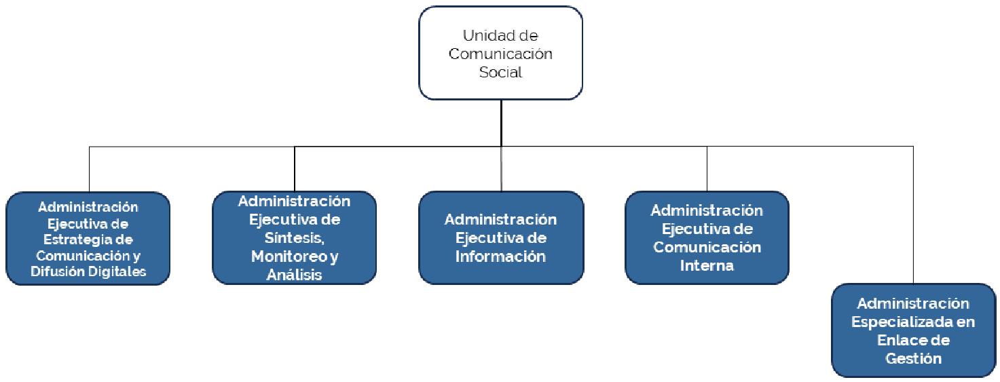 Unidad de
Comunicación
Social
Administración
Ejecutiva de
Estrategia de
Comunicación y
Difusión Digitales
Administración
Ejecutiva de
Síntesis,
Monitoreo y
Análisis
Administración
Ejecutiva de
Información
Administración
Ejecutiva de
Comunicación
Interna
Administración
Especializada en
Enlace de
Gestión